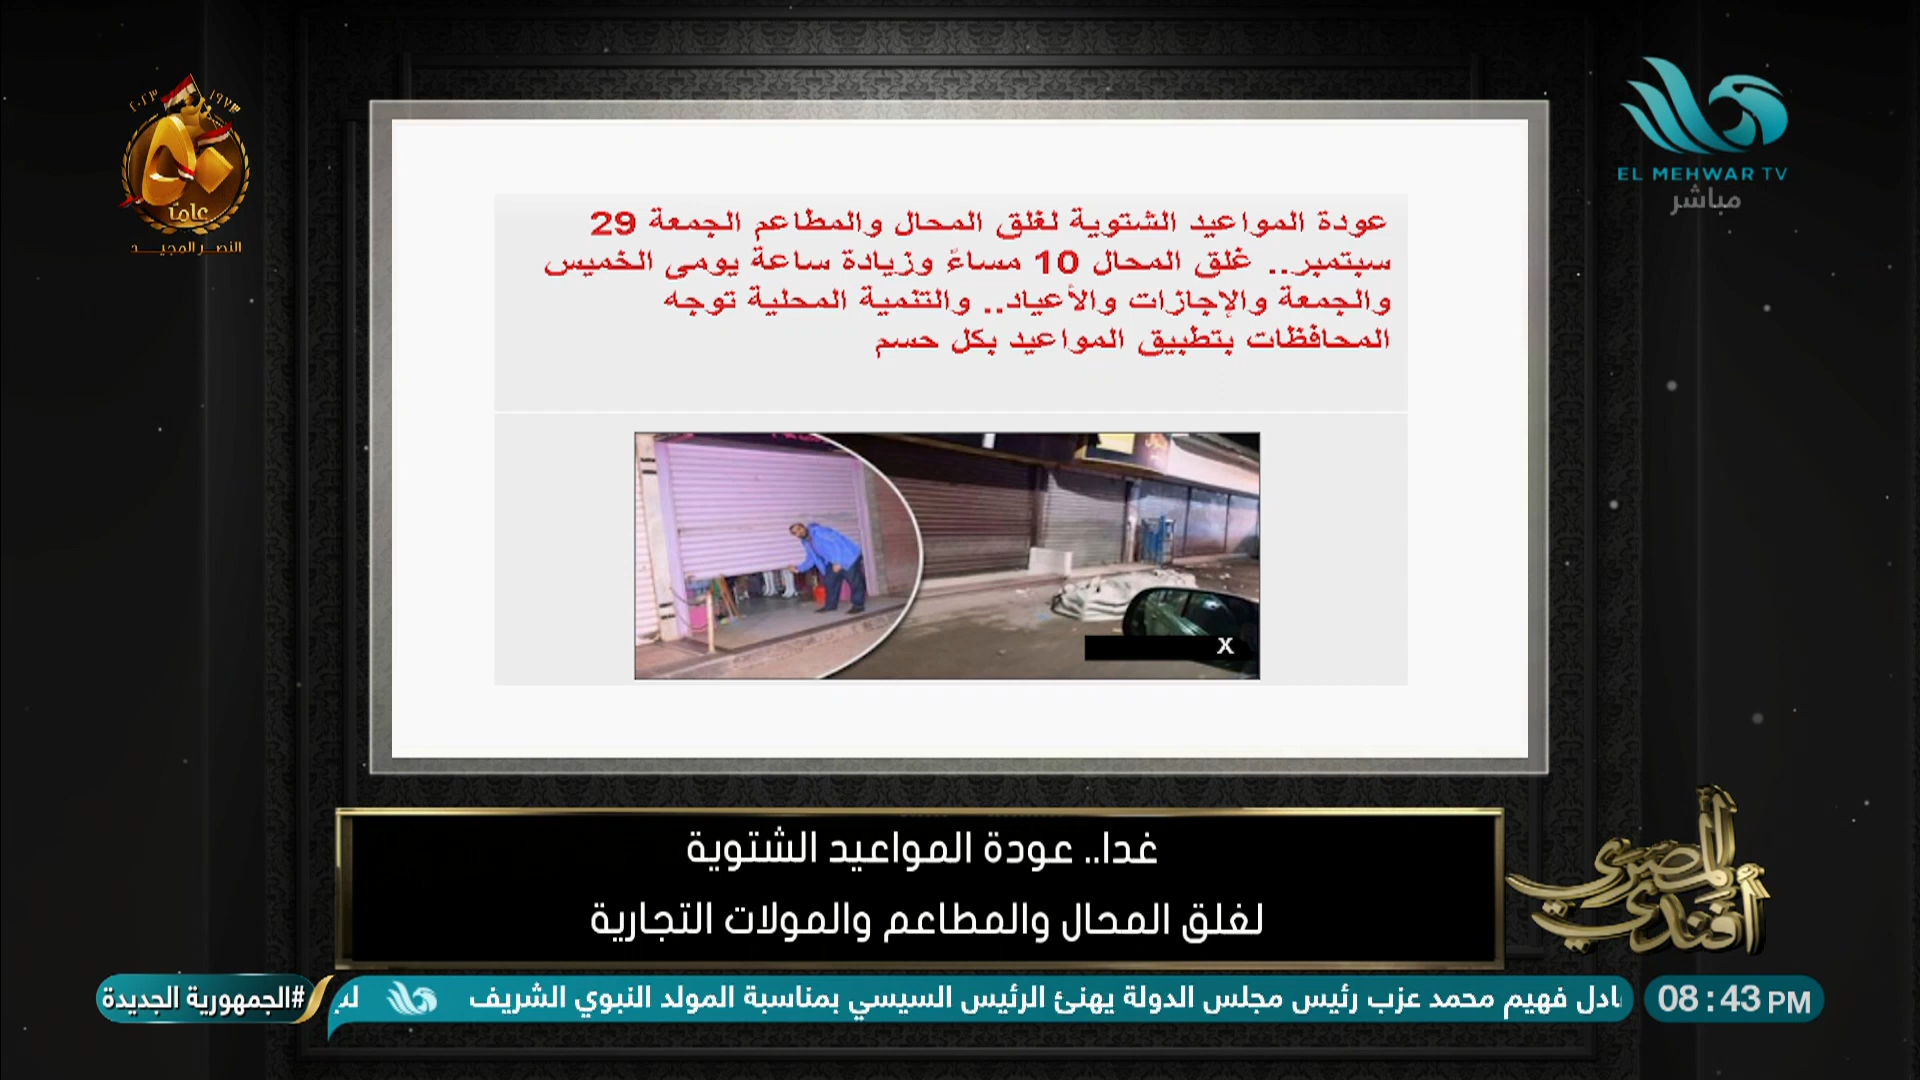 ١٩٧٣
٢٠٢٣
٥٠
عاما
النصر المجيد
EL MEHWAR TV
مباشر
عودة المواعيد الشتوية لغلق المحال والمطاعم الجمعة 29
سبتمبر.. غلق المحال 10 مساءً وزيادة ساعة يومى الخميس
والجمعة والإجازات والأعياد.. والتنمية المحلية توجه
المحافظات بتطبيق المواعيد بكل حسم
X
غدا.. عودة المواعيد الشتوية
لغلق المحال والمطاعم والمولات التجارية
المصري
أفندي
08:43 PM
ادل فهيم محمد عزب رئيس مجلس الدولة يهنئ الرئيس السيسي بمناسبة المولد النبوي الشريف
#الجمهورية الجديدة